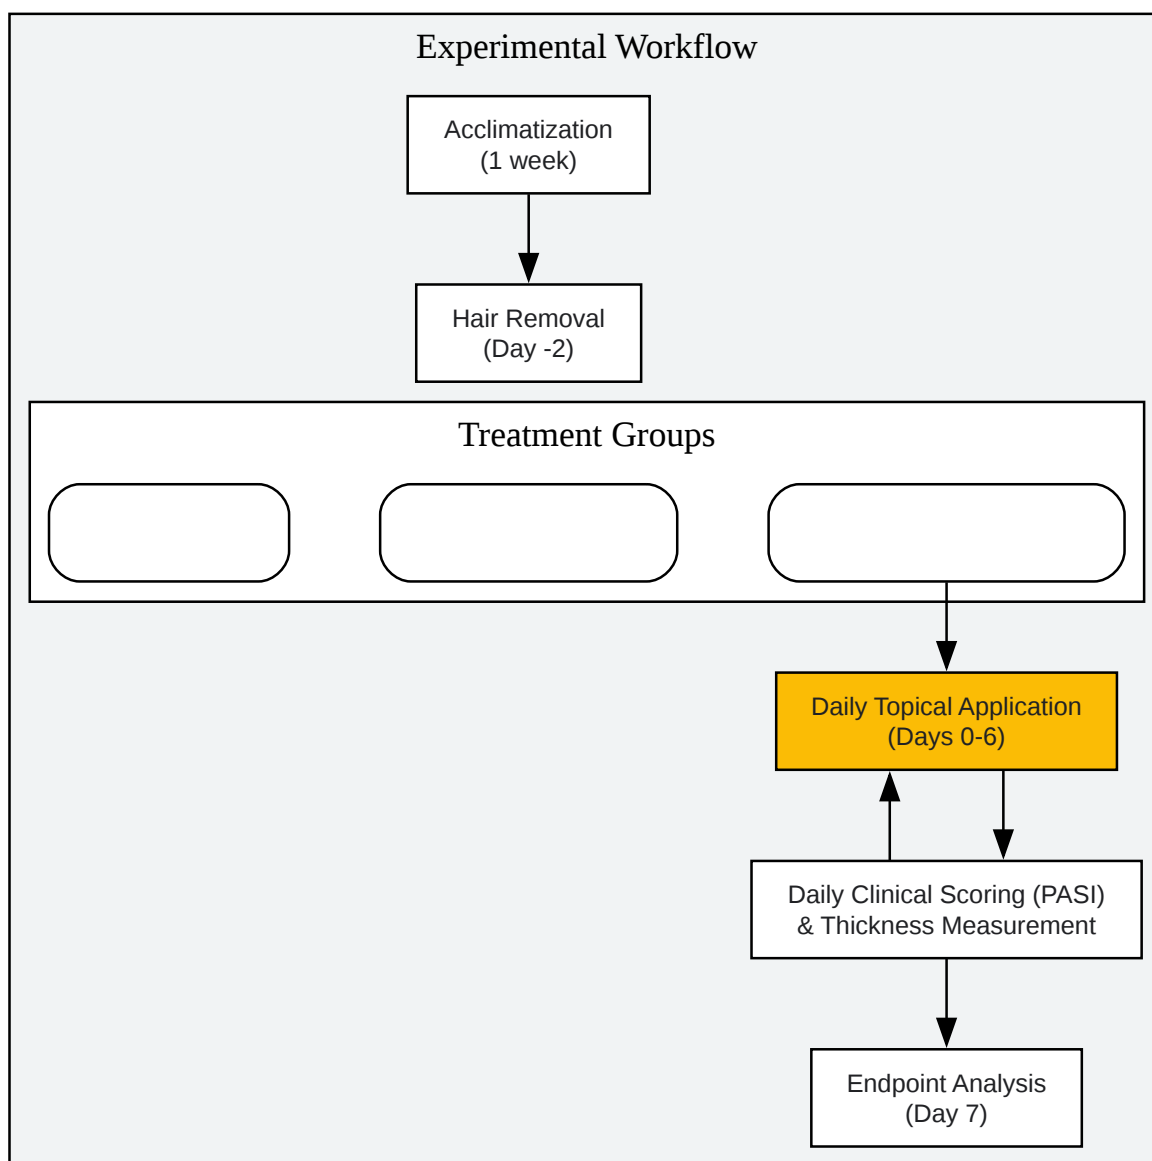 Experimental Workflow
Acclimatization
(1 week)
Hair Removal
(Day -2)
Treatment Groups
Daily Topical Application
(Days 0-6)
Daily Clinical Scoring (PASI)
& Thickness Measurement
Endpoint Analysis
(Day 7)